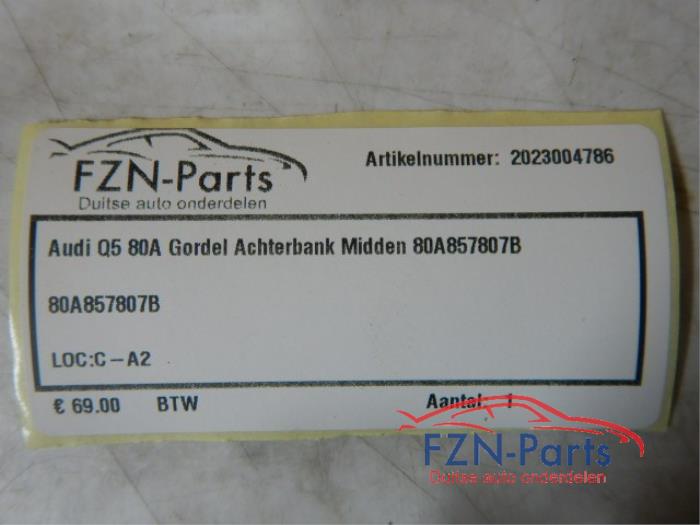 FZN-Parts
Duitse auto onderdelen
Artikelnummer: 2023004786
Audi Q5 80A Gordel Achterbank Midden 80A857807B
80A857807B
LOC:C-A2
€ 69.00 BTW Aantal: 1
FZN-Parts
Duitse auto onderdelen